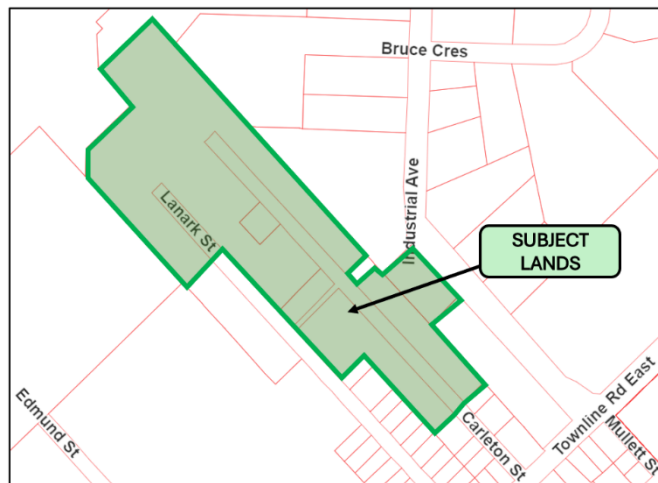 Bruce Cres
Industrial Ave
Lanark St
SUBJECT
LANDS
Edmund St
Carleton St
Townline Rd East
Mullett St